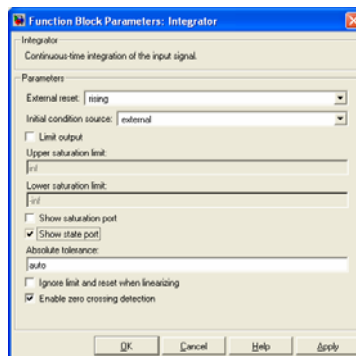 Function Block Parameters: Integrator
Integrator
Continuous-time integration of the input signal.
Parameters
External reset: rising
Initial condition source: external
Limit output
Upper saturation limit:
inf
Lower saturation limit:
-inf
Show saturation port
Show state port
Absolute tolerance:
auto
Ignore limit and reset when linearizing
Enable zero crossing detection
OK Cancel Help Apply